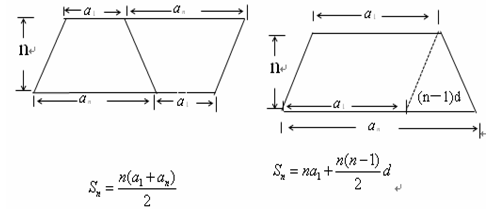 a₁ aₙ
n
aₙ a₁
Sₙ = n(a₁+aₙ)/2
a₁
n
a₁ (n−1)d
aₙ
Sₙ = na₁ + n(n−1)/2 d